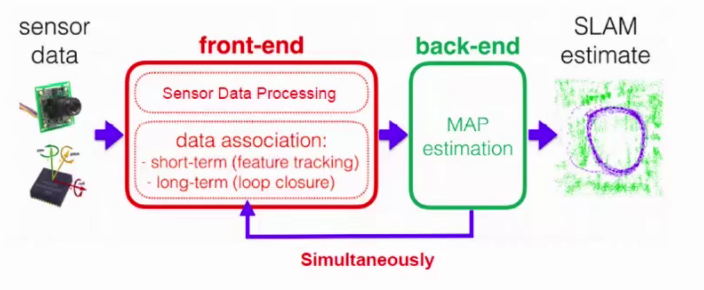 sensor
data
front-end
Sensor Data Processing
data association:
- short-term (feature tracking)
- long-term (loop closure)
back-end
MAP
estimation
SLAM
estimate
Simultaneously